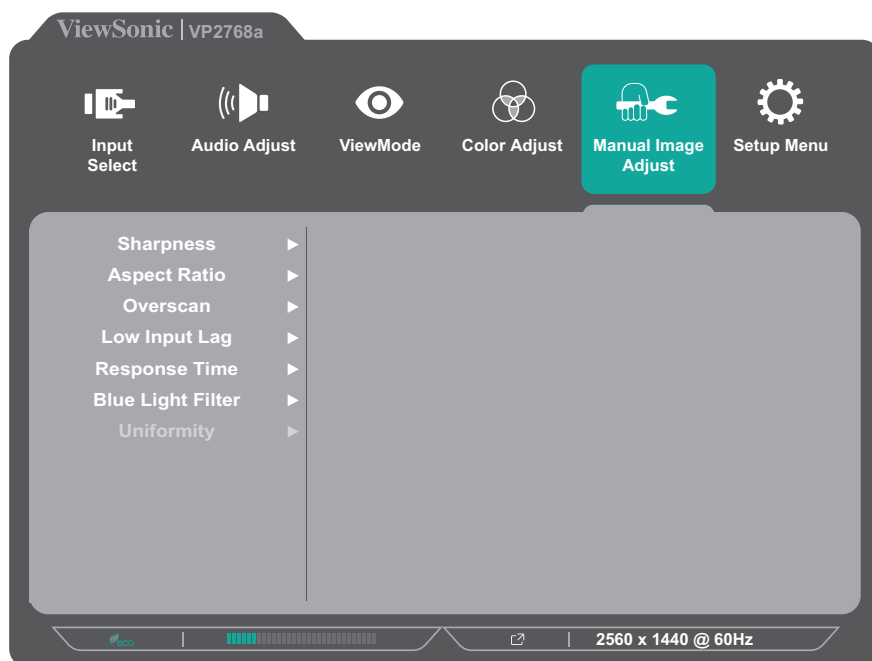 ViewSonic | VP2768a
Input Select
Audio Adjust
ViewMode
Color Adjust
Manual Image Adjust
Setup Menu
Sharpness
Aspect Ratio
Overscan
Low Input Lag
Response Time
Blue Light Filter
Uniformity
eco
2560 x 1440 @ 60Hz